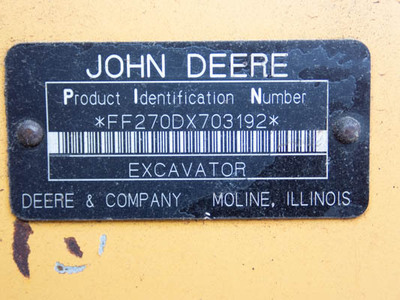 JOHN DEERE
Product Identification Number
*FF270DX703192*
EXCAVATOR
DEERE & COMPANY MOLINE, ILLINOIS